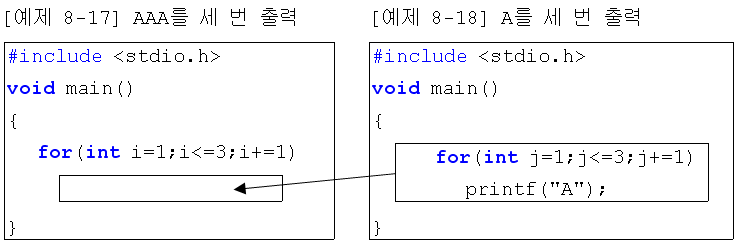 [예제 8-17] AAA를 세 번 출력
#include <stdio.h>
void main()
{
for(int i=1;i<=3;i+=1)
}
[예제 8-18] A를 세 번 출력
#include <stdio.h>
void main()
{
for(int j=1;j<=3;j+=1)
printf("A");
}